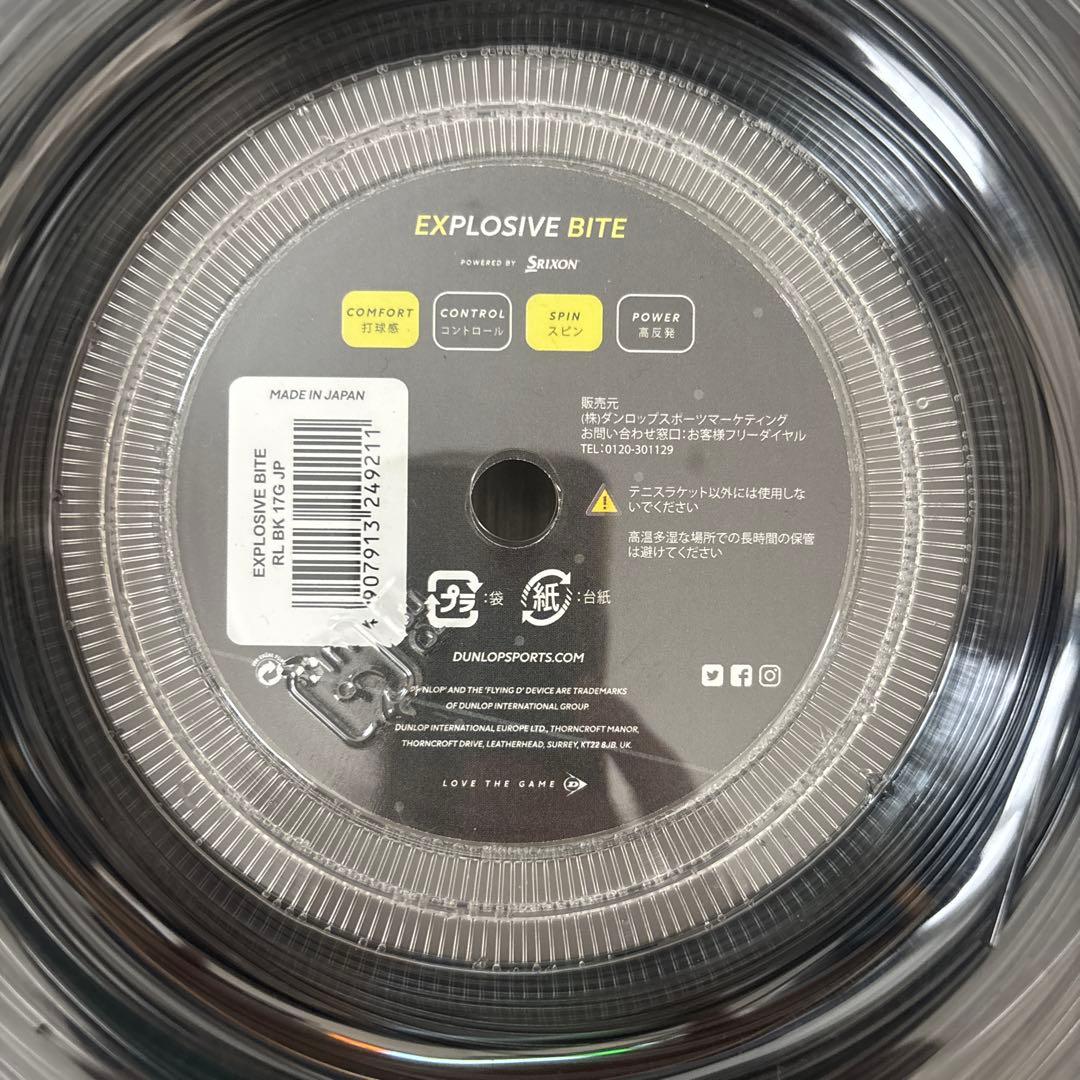 EXPLOSIVE BITE
POWERED BY SRIXON
COMFORT
打球感
CONTROL
コントロール
SPIN
スピン
POWER
高反発
MADE IN JAPAN
EXPLOSIVE BITE
RL BK 17G JP
907913 249211
販売元
(株)ダンロップスポーツマーケティング
お問い合わせ窓口:お客様フリーダイヤル
TEL:0120-301129
テニスラケット以外には使用しな
いでください
高温多湿な場所での長時間の保管
は避けてください
プラ:袋
紙:台紙
DUNLOPSPORTS.COM
AND THE 'FLYING D' DEVICE ARE TRADEMARKS
OF DUNLOP INTERNATIONAL GROUP
DUNLOP INTERNATIONAL EUROPE LTD., THORNCROFT MANOR,
THORNCROFT DRIVE, LEATHERHEAD, SURREY, KT22 8JB. UK.
LOVE THE GAME